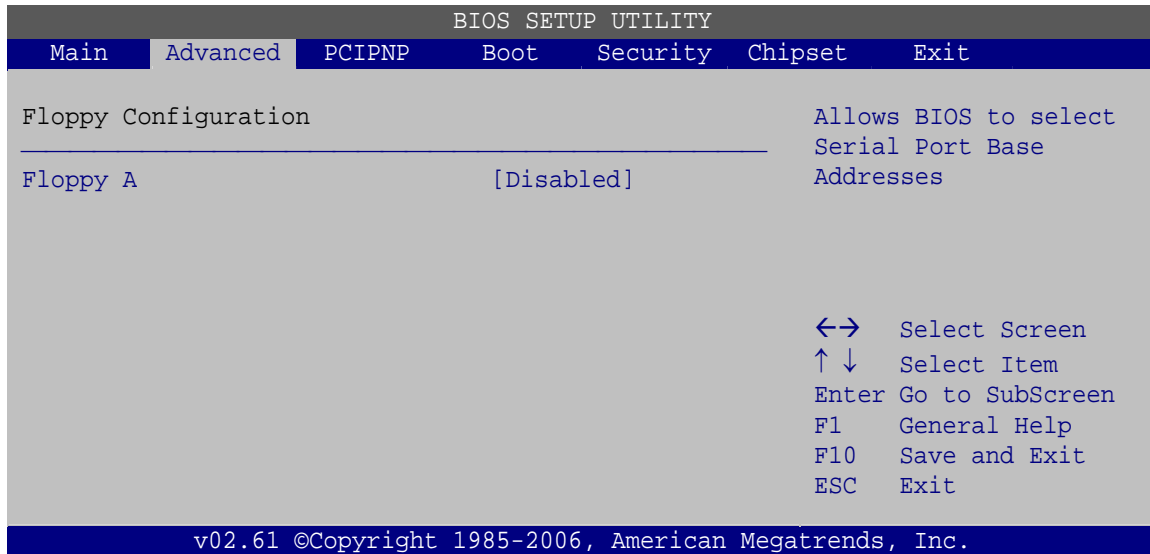 BIOS SETUP UTILITY
Main Advanced PCIPNP Boot Security Chipset Exit
Floppy Configuration
Floppy A [Disabled]
Allows BIOS to select
Serial Port Base
Addresses
←→ Select Screen
↑ ↓ Select Item
Enter Go to SubScreen
F1 General Help
F10 Save and Exit
ESC Exit
v02.61 ©Copyright 1985-2006, American Megatrends, Inc.